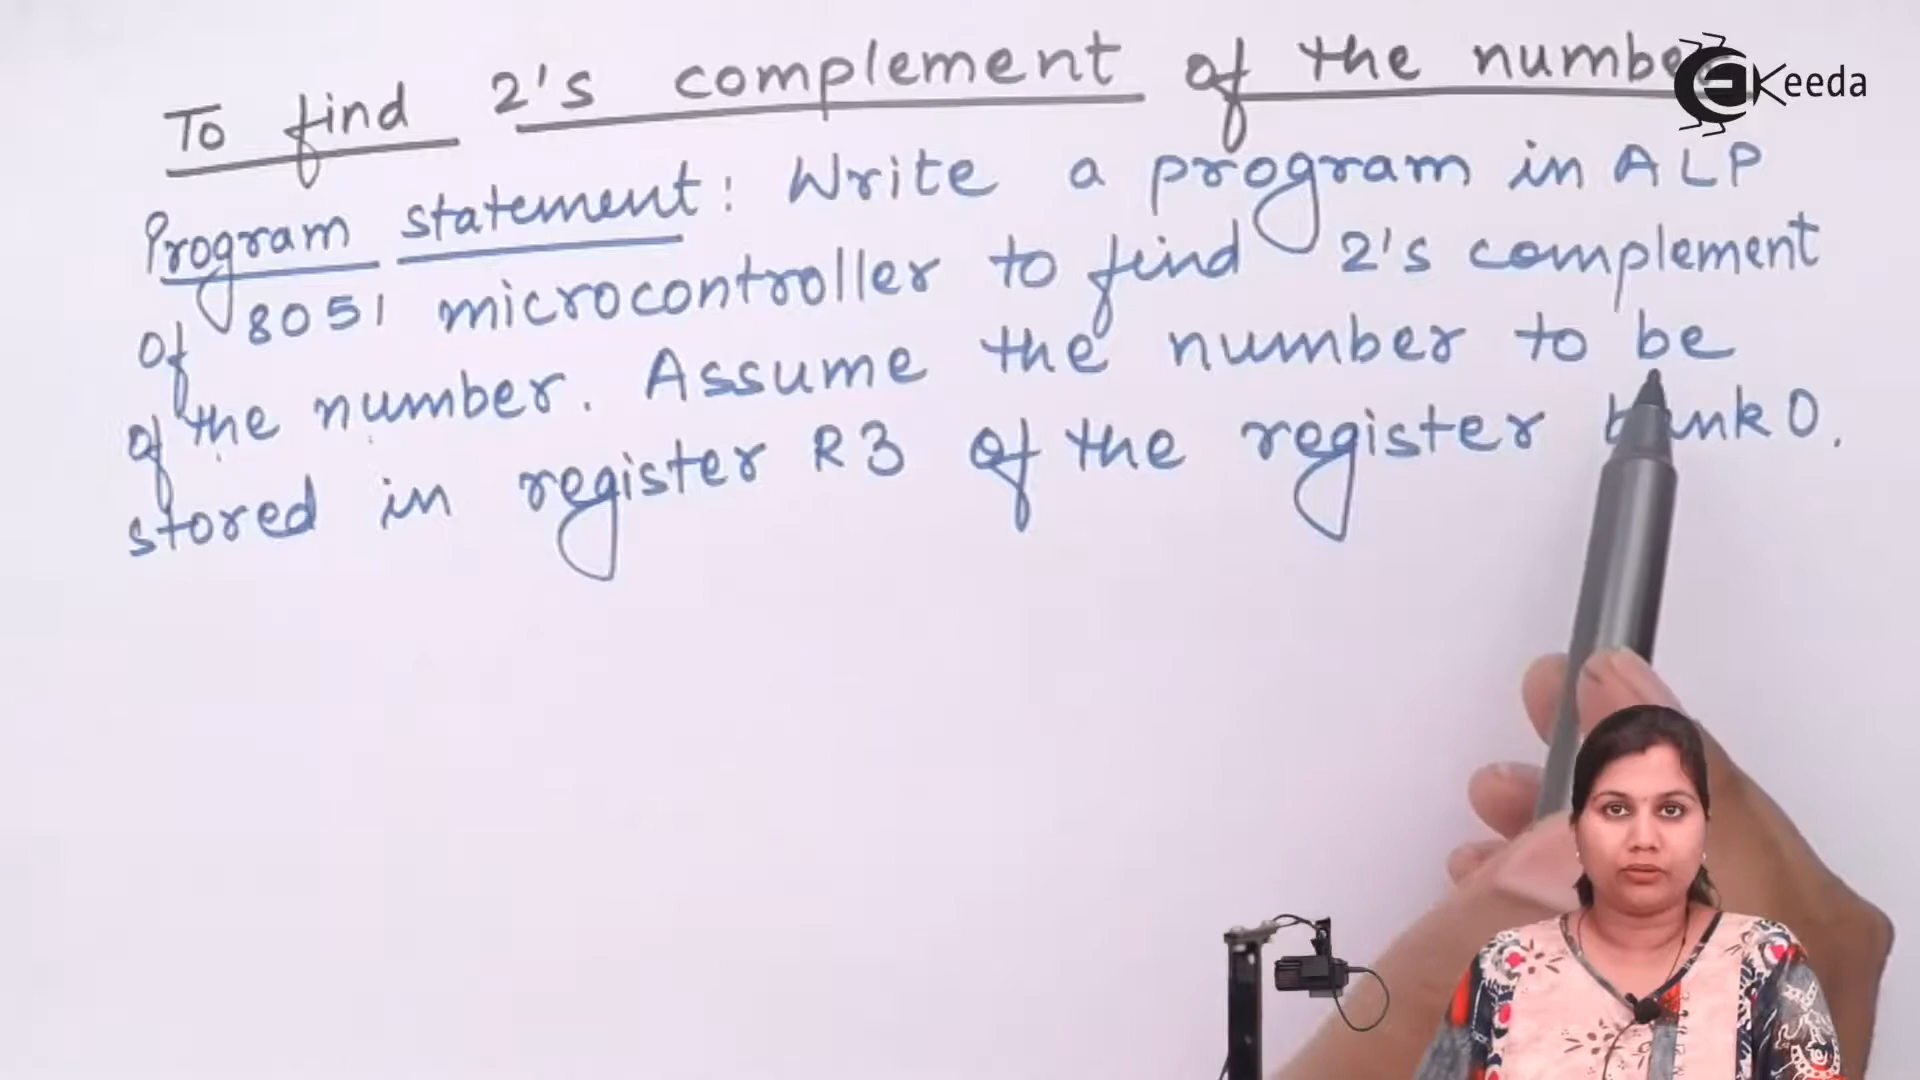 To find 2's complement of the number
EKeeda
Program statement: Write a program in ALP
of 8051 microcontroller to find 2's complement
of the number. Assume the number to be
stored in register R3 of the register bank 0.